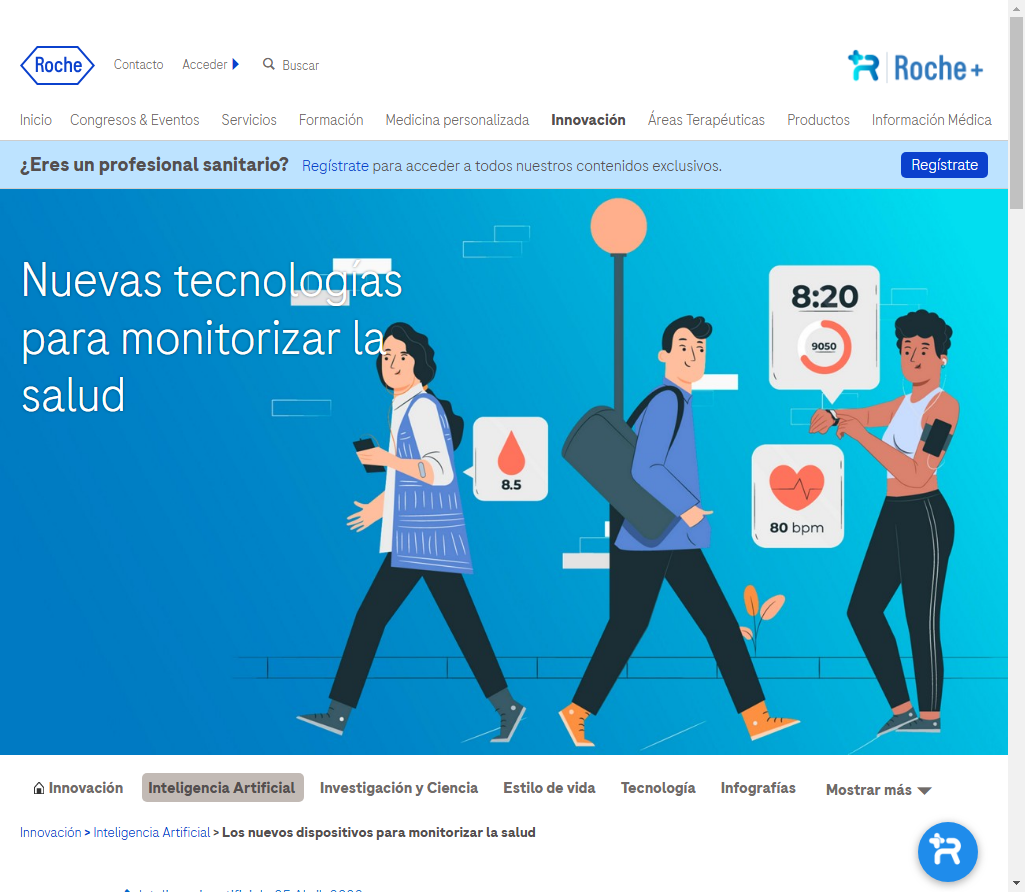 Roche
Contacto
Acceder
Buscar
Roche+
Inicio
Congresos & Eventos
Servicios
Formación
Medicina personalizada
Innovación
Áreas Terapéuticas
Productos
Información Médica
¿Eres un profesional sanitario? Regístrate para acceder a todos nuestros contenidos exclusivos.
Regístrate
Nuevas tecnologías
para monitorizar la
salud
8:20
9050
8.5
80 bpm
Innovación
Inteligencia Artificial
Investigación y Ciencia
Estilo de vida
Tecnología
Infografías
Mostrar más
Innovación > Inteligencia Artificial > Los nuevos dispositivos para monitorizar la salud